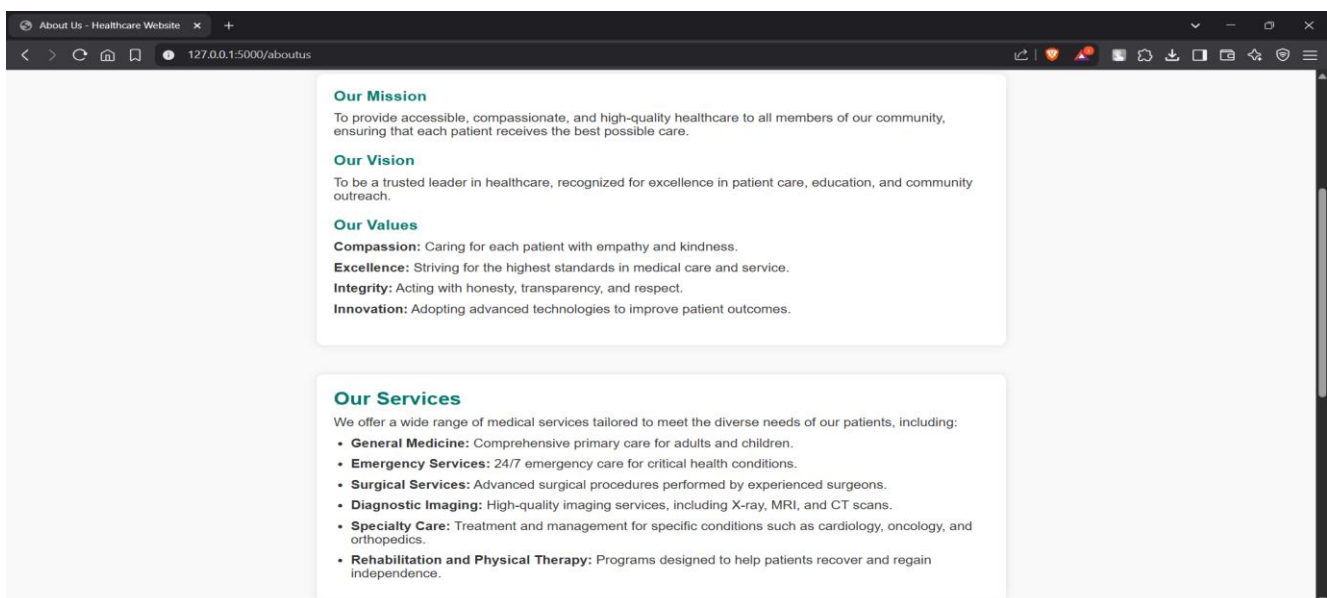 About Us - Healthcare Website
127.0.0.1:5000/aboutus
Our Mission
To provide accessible, compassionate, and high-quality healthcare to all members of our community,
ensuring that each patient receives the best possible care.
Our Vision
To be a trusted leader in healthcare, recognized for excellence in patient care, education, and community
outreach.
Our Values
Compassion: Caring for each patient with empathy and kindness.
Excellence: Striving for the highest standards in medical care and service.
Integrity: Acting with honesty, transparency, and respect.
Innovation: Adopting advanced technologies to improve patient outcomes.
Our Services
We offer a wide range of medical services tailored to meet the diverse needs of our patients, including:
• General Medicine: Comprehensive primary care for adults and children.
• Emergency Services: 24/7 emergency care for critical health conditions.
• Surgical Services: Advanced surgical procedures performed by experienced surgeons.
• Diagnostic Imaging: High-quality imaging services, including X-ray, MRI, and CT scans.
• Specialty Care: Treatment and management for specific conditions such as cardiology, oncology, and
orthopedics.
• Rehabilitation and Physical Therapy: Programs designed to help patients recover and regain
independence.